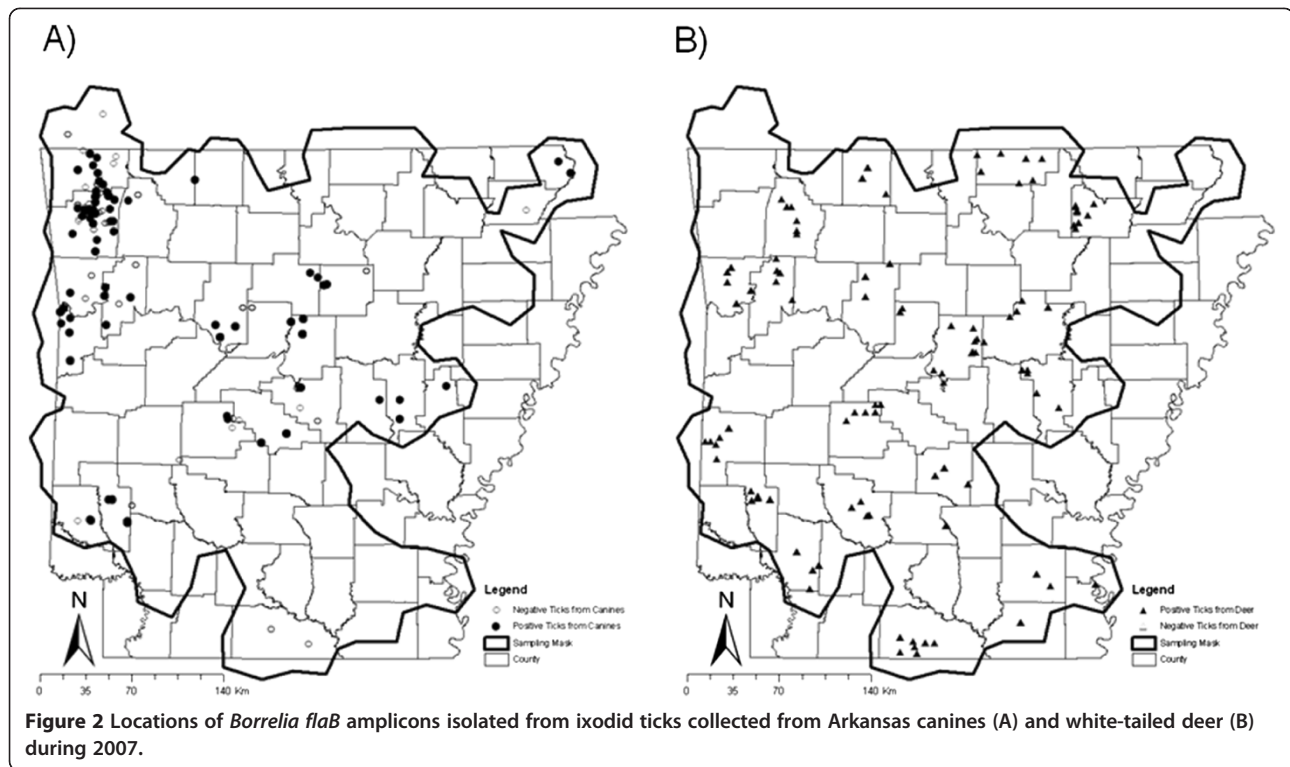 A)
B)
N
0 35 70 140 Km
Legend
Negative Ticks from Canines
Positive Ticks from Canines
Sampling Mask
County
N
0 35 70 140 Km
Legend
Positive Ticks from Deer
Negative Ticks from Deer
Sampling Mask
County
Figure 2 Locations of Borrelia flaB amplicons isolated from ixodid ticks collected from Arkansas canines (A) and white-tailed deer (B)
during 2007.